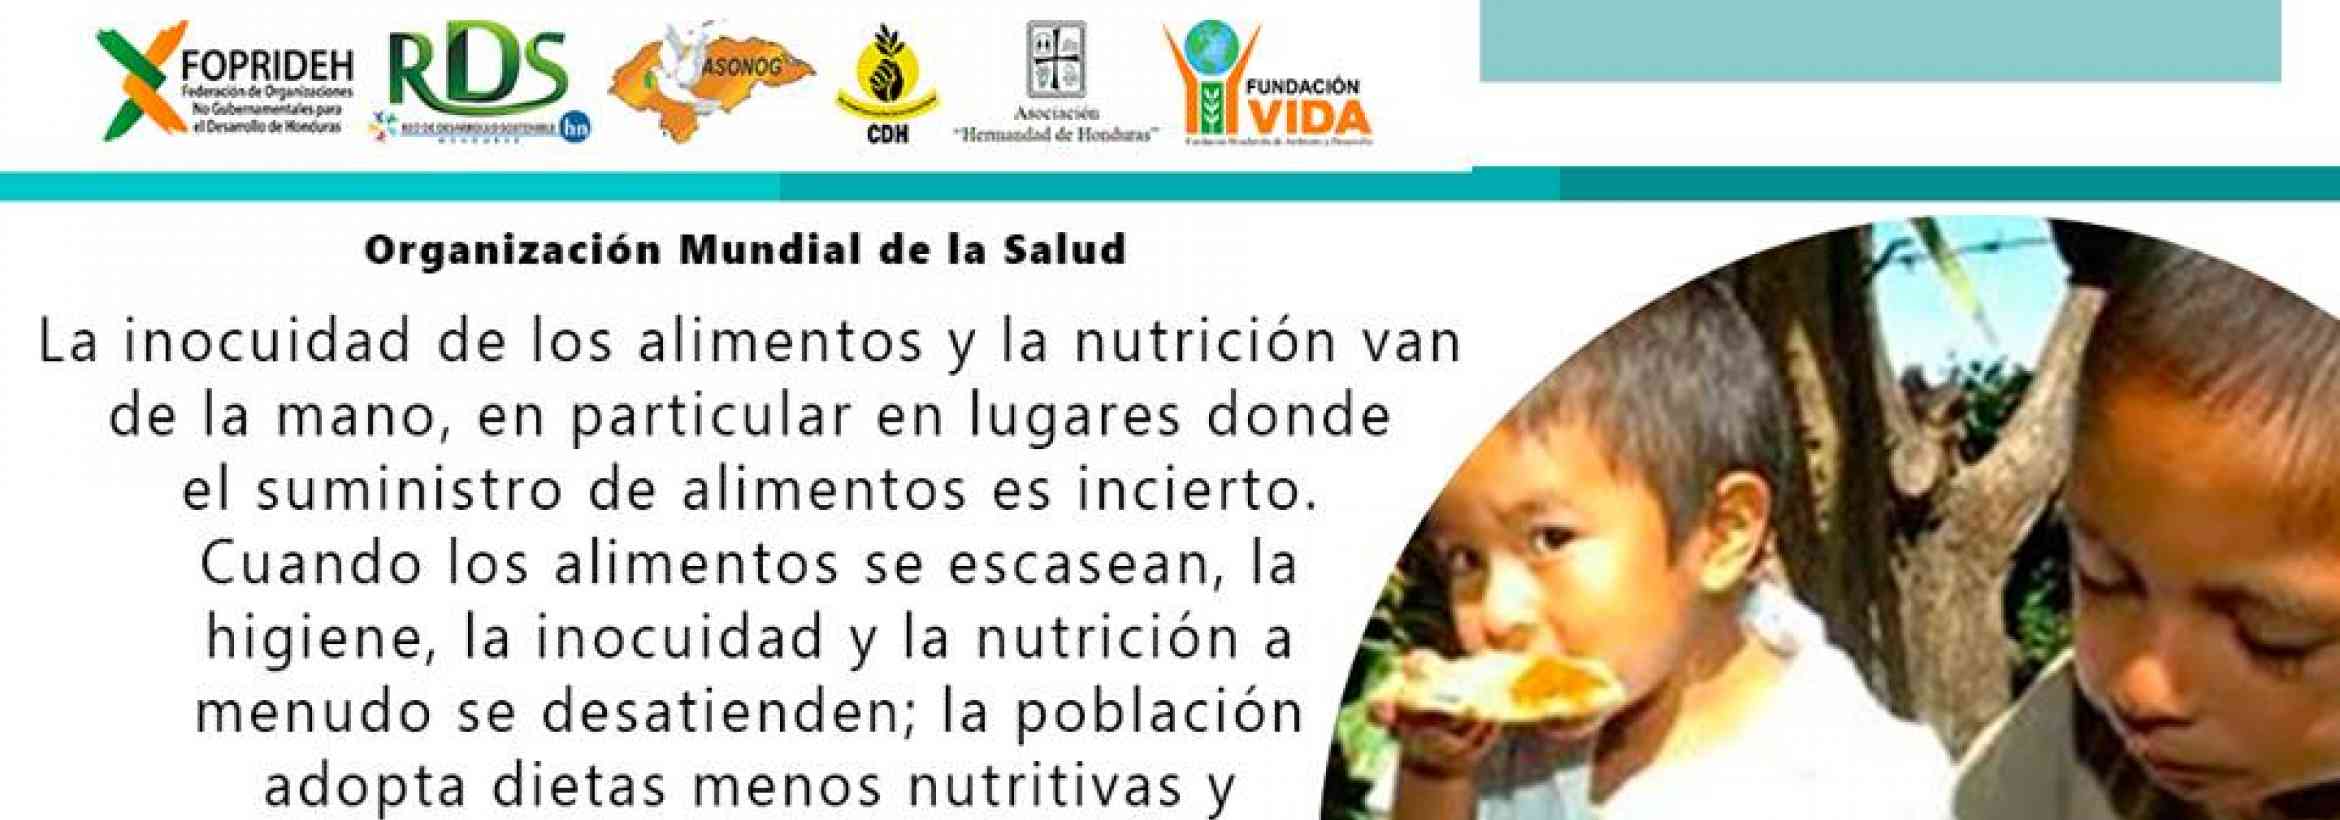 FOPRIDEH
Federación de Organizaciones
No Gubernamentales para
el Desarrollo de Honduras
RDS
RED DE DESARROLLO SOSTENIBLE
HONDURAS
hn
ASONOG
CDH
Asociación
"Hermandad de Honduras"
FUNDACIÓN
VIDA
Organización Mundial de la Salud
La inocuidad de los alimentos y la nutrición van
de la mano, en particular en lugares donde
el suministro de alimentos es incierto.
Cuando los alimentos se escasean, la
higiene, la inocuidad y la nutrición a
menudo se desatienden; la población
adopta dietas menos nutritivas y